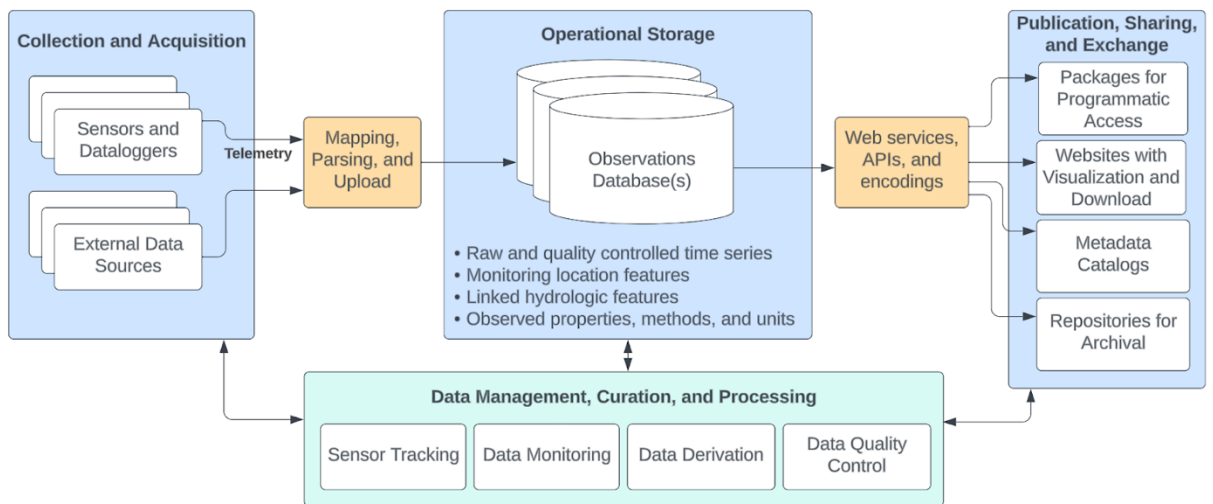 Collection and Acquisition
Sensors and
Dataloggers
Telemetry
External Data
Sources
Mapping,
Parsing, and
Upload
Operational Storage
Observations
Database(s)
• Raw and quality controlled time series
• Monitoring location features
• Linked hydrologic features
• Observed properties, methods, and units
Web services,
APIs, and
encodings
Publication, Sharing,
and Exchange
Packages for
Programmatic
Access
Websites with
Visualization and
Download
Metadata
Catalogs
Repositories for
Archival
Data Management, Curation, and Processing
Sensor Tracking
Data Monitoring
Data Derivation
Data Quality
Control